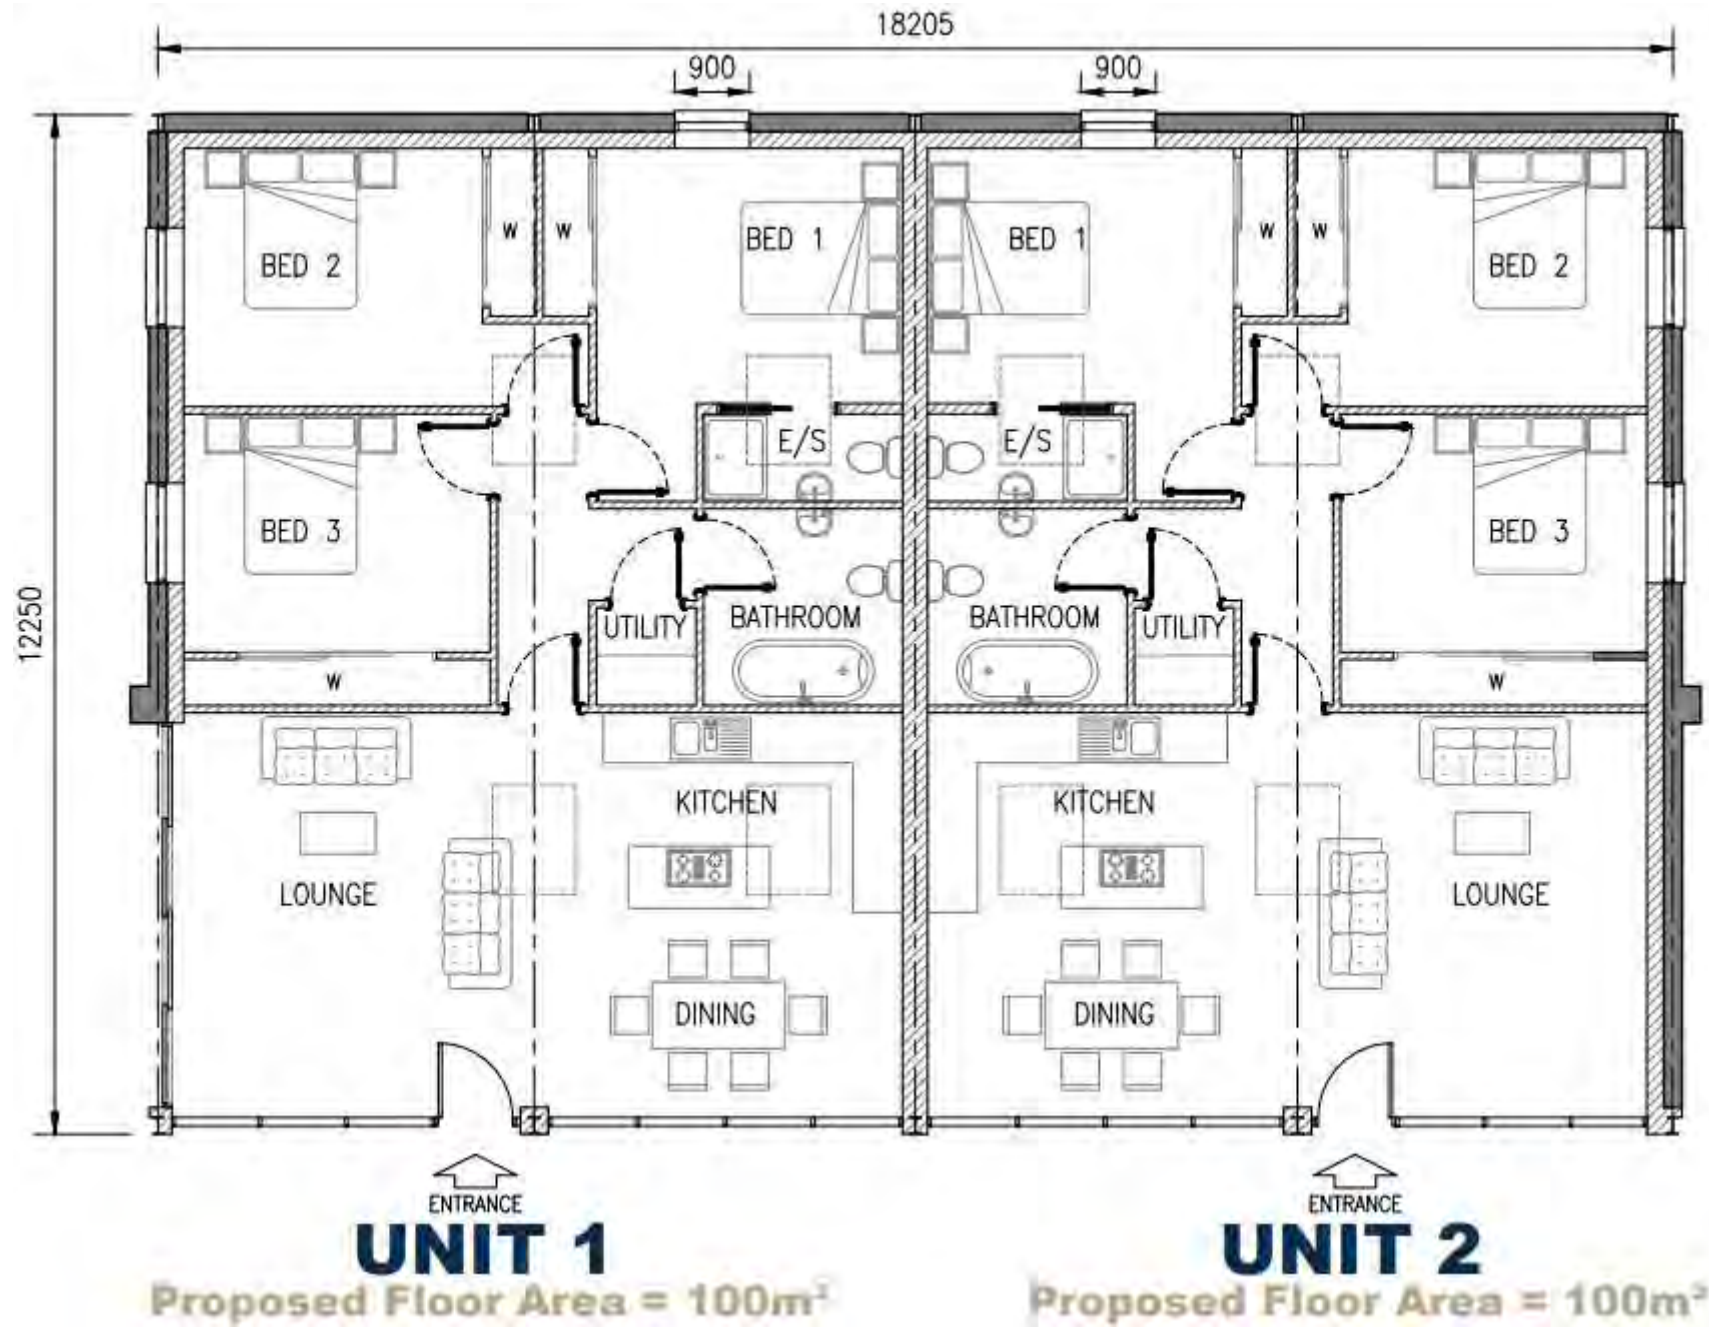 18205
900 900
W W W W
BED 1 BED 1
BED 2 BED 2
E/S E/S
BED 3 BED 3
12250
UTILITY BATHROOM BATHROOM UTILITY
W W
KITCHEN KITCHEN
LOUNGE LOUNGE
DINING DINING
ENTRANCE ENTRANCE
UNIT 1 UNIT 2
Proposed Floor Area = 100m² Proposed Floor Area = 100m²